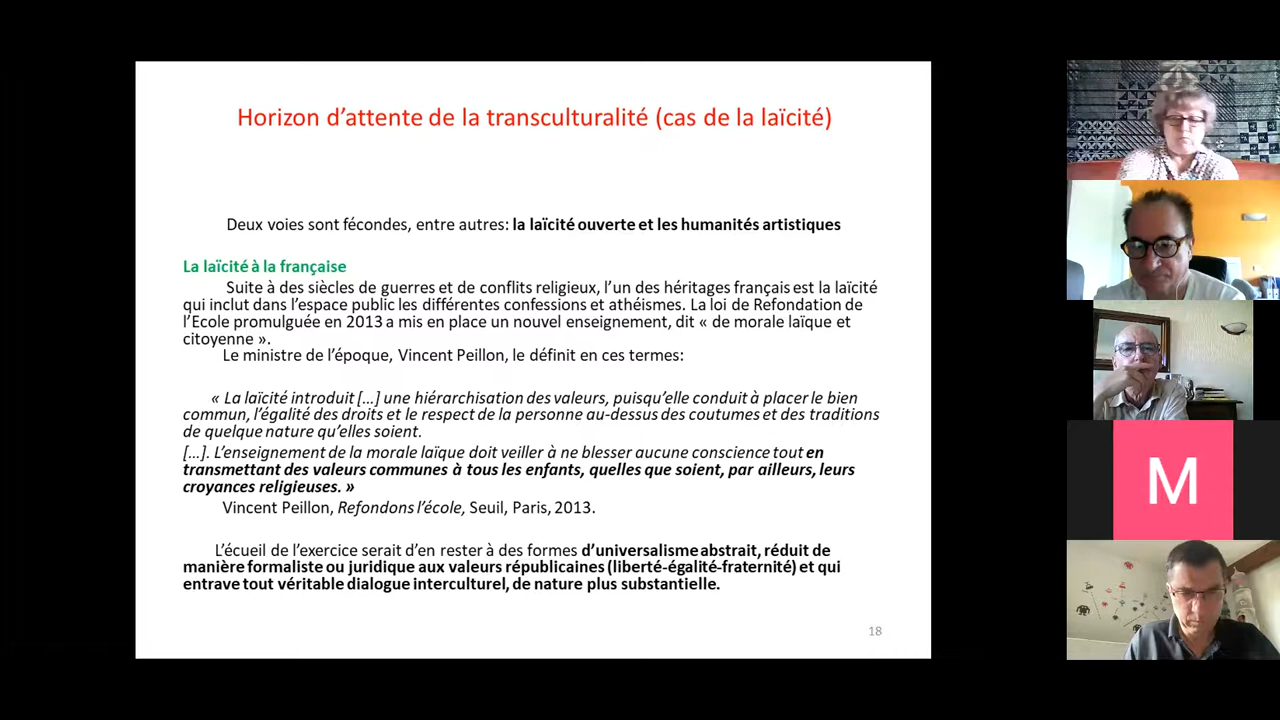 Horizon d’attente de la transculturalité (cas de la laïcité)
Deux voies sont fécondes, entre autres: la laïcité ouverte et les humanités artistiques
La laïcité à la française
Suite à des siècles de guerres et de conflits religieux, l’un des héritages français est la laïcité
qui inclut dans l’espace public les différentes confessions et athéismes. La loi de Refondation de
l’Ecole promulguée en 2013 a mis en place un nouvel enseignement, dit « de morale laïque et
citoyenne ».
Le ministre de l’époque, Vincent Peillon, le définit en ces termes:
« La laïcité introduit […] une hiérarchisation des valeurs, puisqu’elle conduit à placer le bien
commun, l’égalité des droits et le respect de la personne au-dessus des coutumes et des traditions
de quelque nature qu’elles soient.
[…]. L’enseignement de la morale laïque doit veiller à ne blesser aucune conscience tout en
transmettant des valeurs communes à tous les enfants, quelles que soient, par ailleurs, leurs
croyances religieuses. »
Vincent Peillon, Refondons l’école, Seuil, Paris, 2013.
L’écueil de l’exercice serait d’en rester à des formes d’universalisme abstrait, réduit de
manière formaliste ou juridique aux valeurs républicaines (liberté-égalité-fraternité) et qui
entrave tout véritable dialogue interculturel, de nature plus substantielle.
18
M